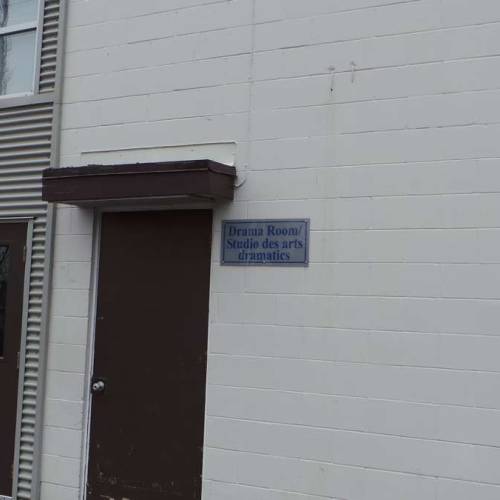 Drama Room/
Studio des arts
dramatics